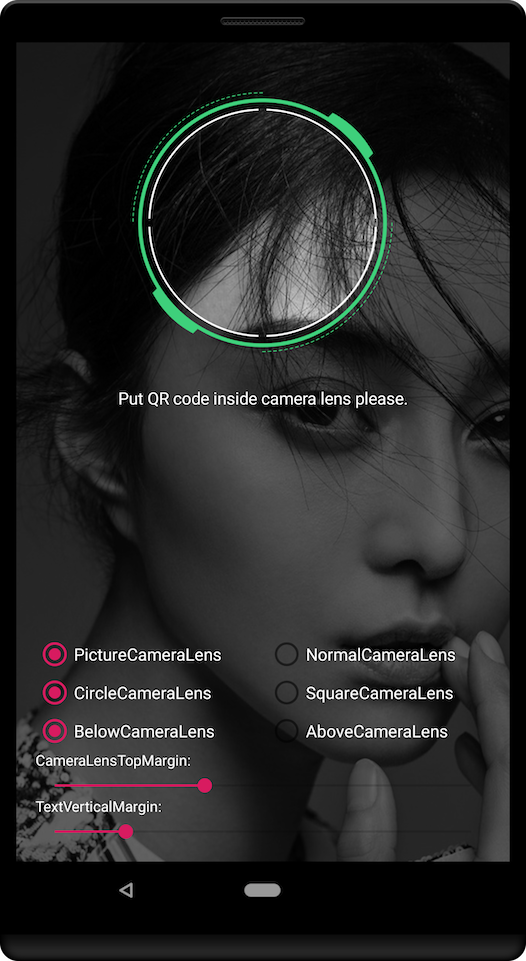 Put QR code inside camera lens please.
PictureCameraLens NormalCameraLens
CircleCameraLens SquareCameraLens
BelowCameraLens AboveCameraLens
CameraLensTopMargin:
TextVerticalMargin: